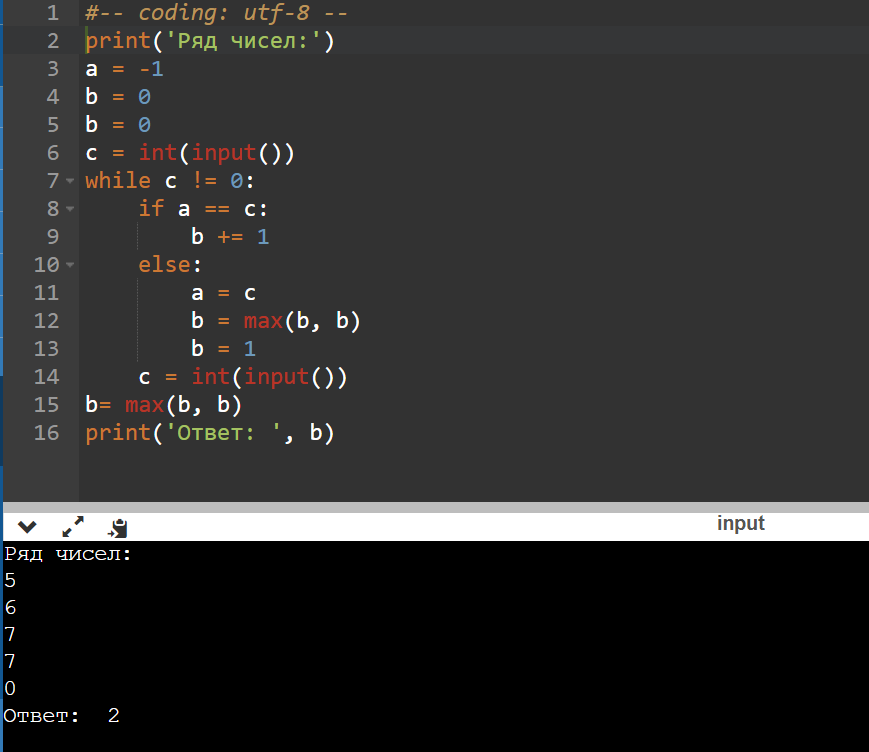 1 #-- coding: utf-8 --
2 print('Ряд чисел:')
3 a = -1
4 b = 0
5 b = 0
6 c = int(input())
7 while c != 0:
8     if a == c:
9         b += 1
10     else:
11         a = c
12         b = max(b, b)
13         b = 1
14     c = int(input())
15 b= max(b, b)
16 print('Ответ: ', b)
input
Ряд чисел:
5
6
7
7
0
Ответ:  2